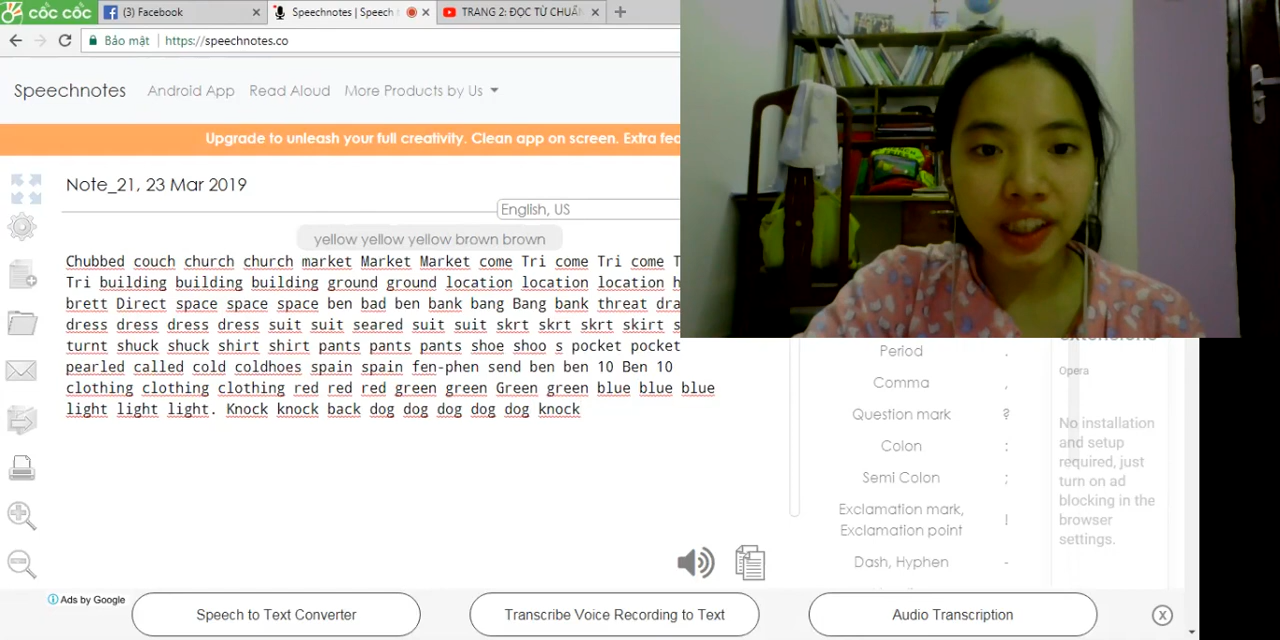 cốc cốc
(3) Facebook
Speechnotes | Speech
TRANG 2: ĐỌC TỪ CHUẨ
Bảo mật
https://speechnotes.co
Speechnotes
Android App
Read Aloud
More Products by Us
Upgrade to unleash your full creativity. Clean app on screen. Extra fea
Note_21, 23 Mar 2019
English, US
yellow yellow yellow brown brown
Chubbed couch church church market Market Market come Tri come Tri come T
Tri building building building ground ground location location location h
brett Direct space space space ben bad ben bank bang Bang bank threat dra
dress dress dress dress suit suit seared suit suit skrt skrt skrt skirt s
turnt shuck shuck shirt shirt pants pants pants shoe shoo s pocket pocket
pearled called cold coldhoes spain spain fen-phen send ben ben 10 Ben 10
clothing clothing clothing red red red green green Green green blue blue blue
light light light. Knock knock back dog dog dog dog dog knock
Period .
Comma ,
Question mark ?
Colon :
Semi Colon ;
Exclamation mark,
Exclamation point !
Dash, Hyphen -
extensions
Opera
No installation
and setup
required, just
turn on ad
blocking in the
browser
settings.
Ads by Google
Speech to Text Converter
Transcribe Voice Recording to Text
Audio Transcription